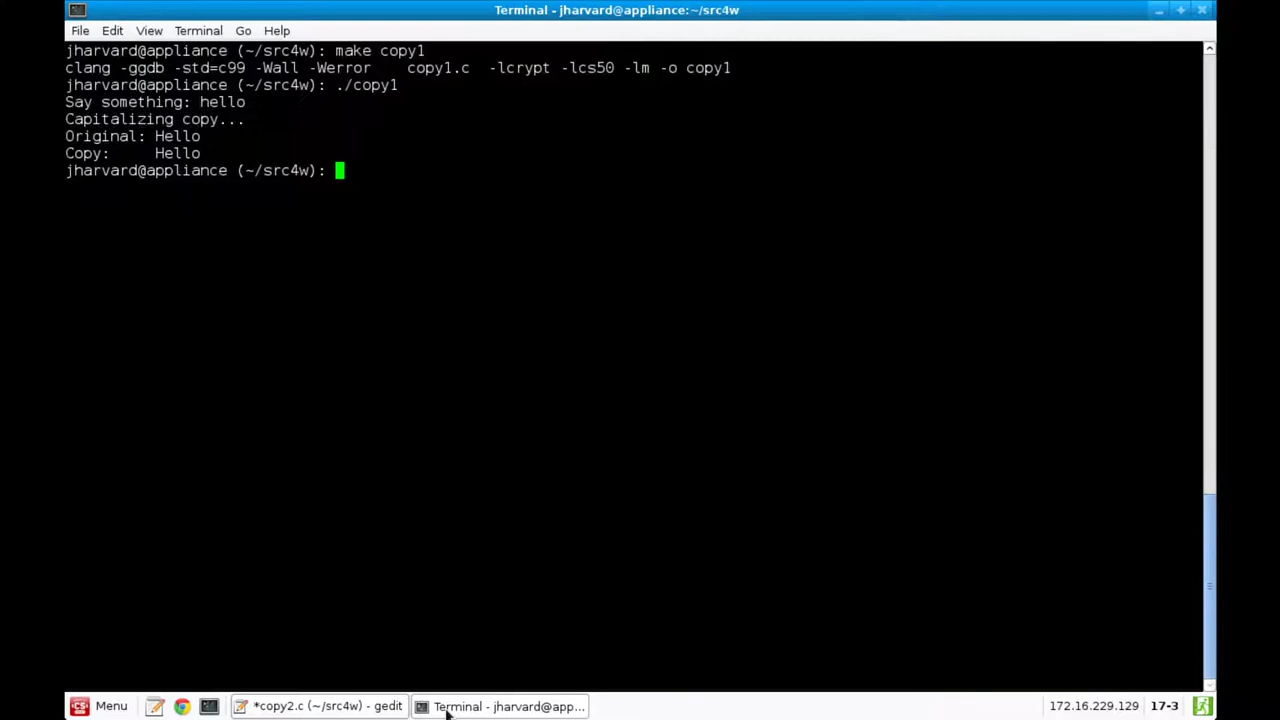 Terminal - jharvard@appliance:~/src4w
File Edit View Terminal Go Help
jharvard@appliance (~/src4w): make copy1
clang -ggdb -std=c99 -Wall -Werror    copy1.c  -lcrypt -lcs50 -lm -o copy1
jharvard@appliance (~/src4w): ./copy1
Say something: hello
Capitalizing copy...
Original: Hello
Copy:     Hello
jharvard@appliance (~/src4w):
Menu *copy2.c (~/src4w) - gedit Terminal - jharvard@app... 172.16.229.129 17-3